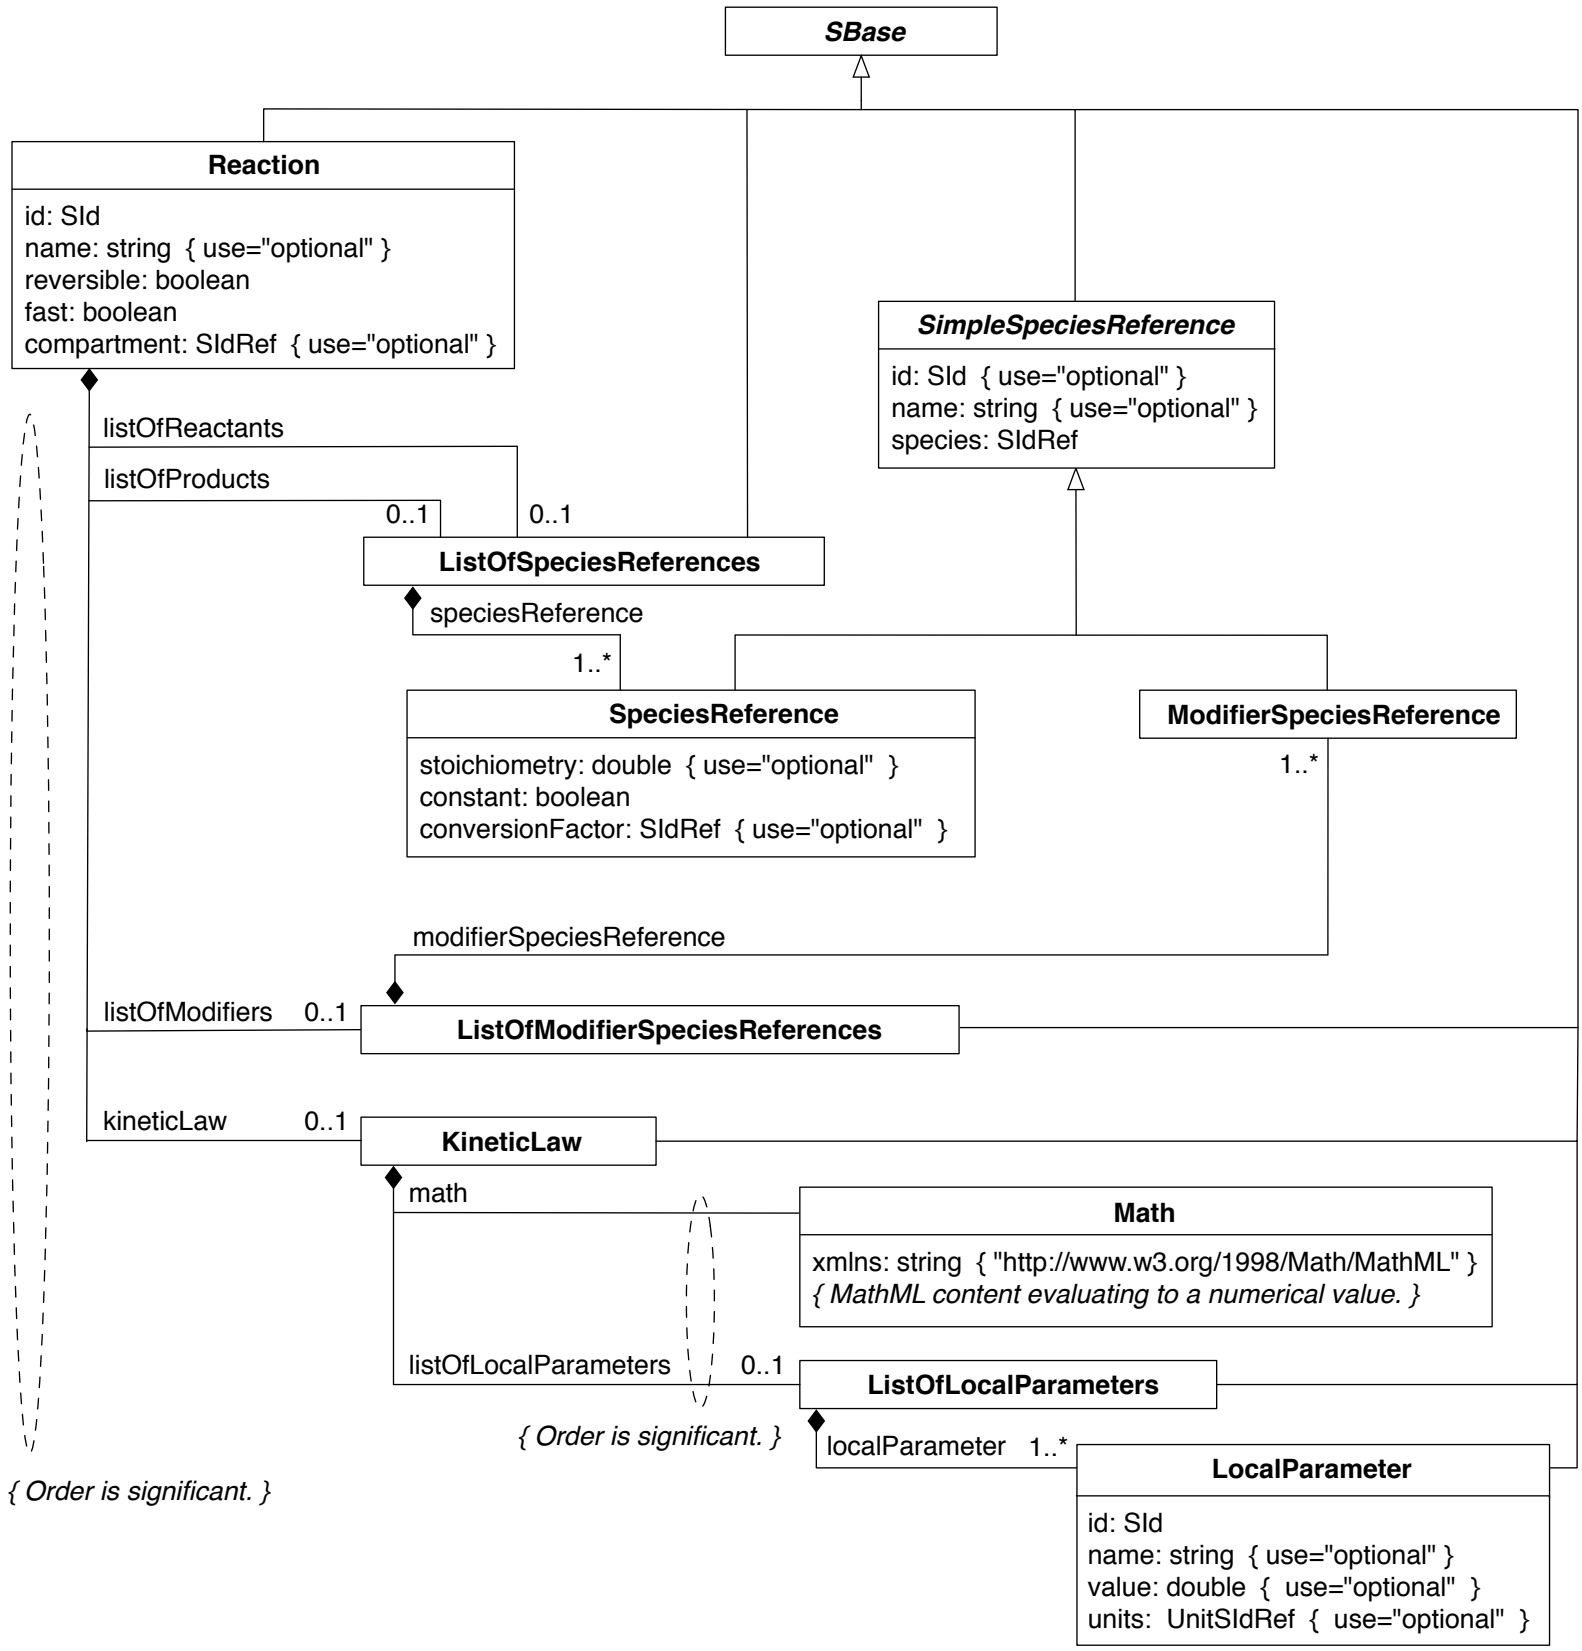 SBase
Reaction
id: SId
name: string { use="optional" }
reversible: boolean
fast: boolean
compartment: SIdRef { use="optional" }
SimpleSpeciesReference
id: SId { use="optional" }
name: string { use="optional" }
species: SIdRef
listOfReactants
listOfProducts
0..1
0..1
ListOfSpeciesReferences
speciesReference
1..*
SpeciesReference
stoichiometry: double { use="optional" }
constant: boolean
conversionFactor: SIdRef { use="optional" }
ModifierSpeciesReference
1..*
modifierSpeciesReference
listOfModifiers 0..1
ListOfModifierSpeciesReferences
kineticLaw 0..1
KineticLaw
math
Math
xmlns: string { "http://www.w3.org/1998/Math/MathML" }
{ MathML content evaluating to a numerical value. }
listOfLocalParameters 0..1
ListOfLocalParameters
{ Order is significant. }
localParameter 1..*
LocalParameter
{ Order is significant. }
id: SId
name: string { use="optional" }
value: double { use="optional" }
units: UnitSIdRef { use="optional" }